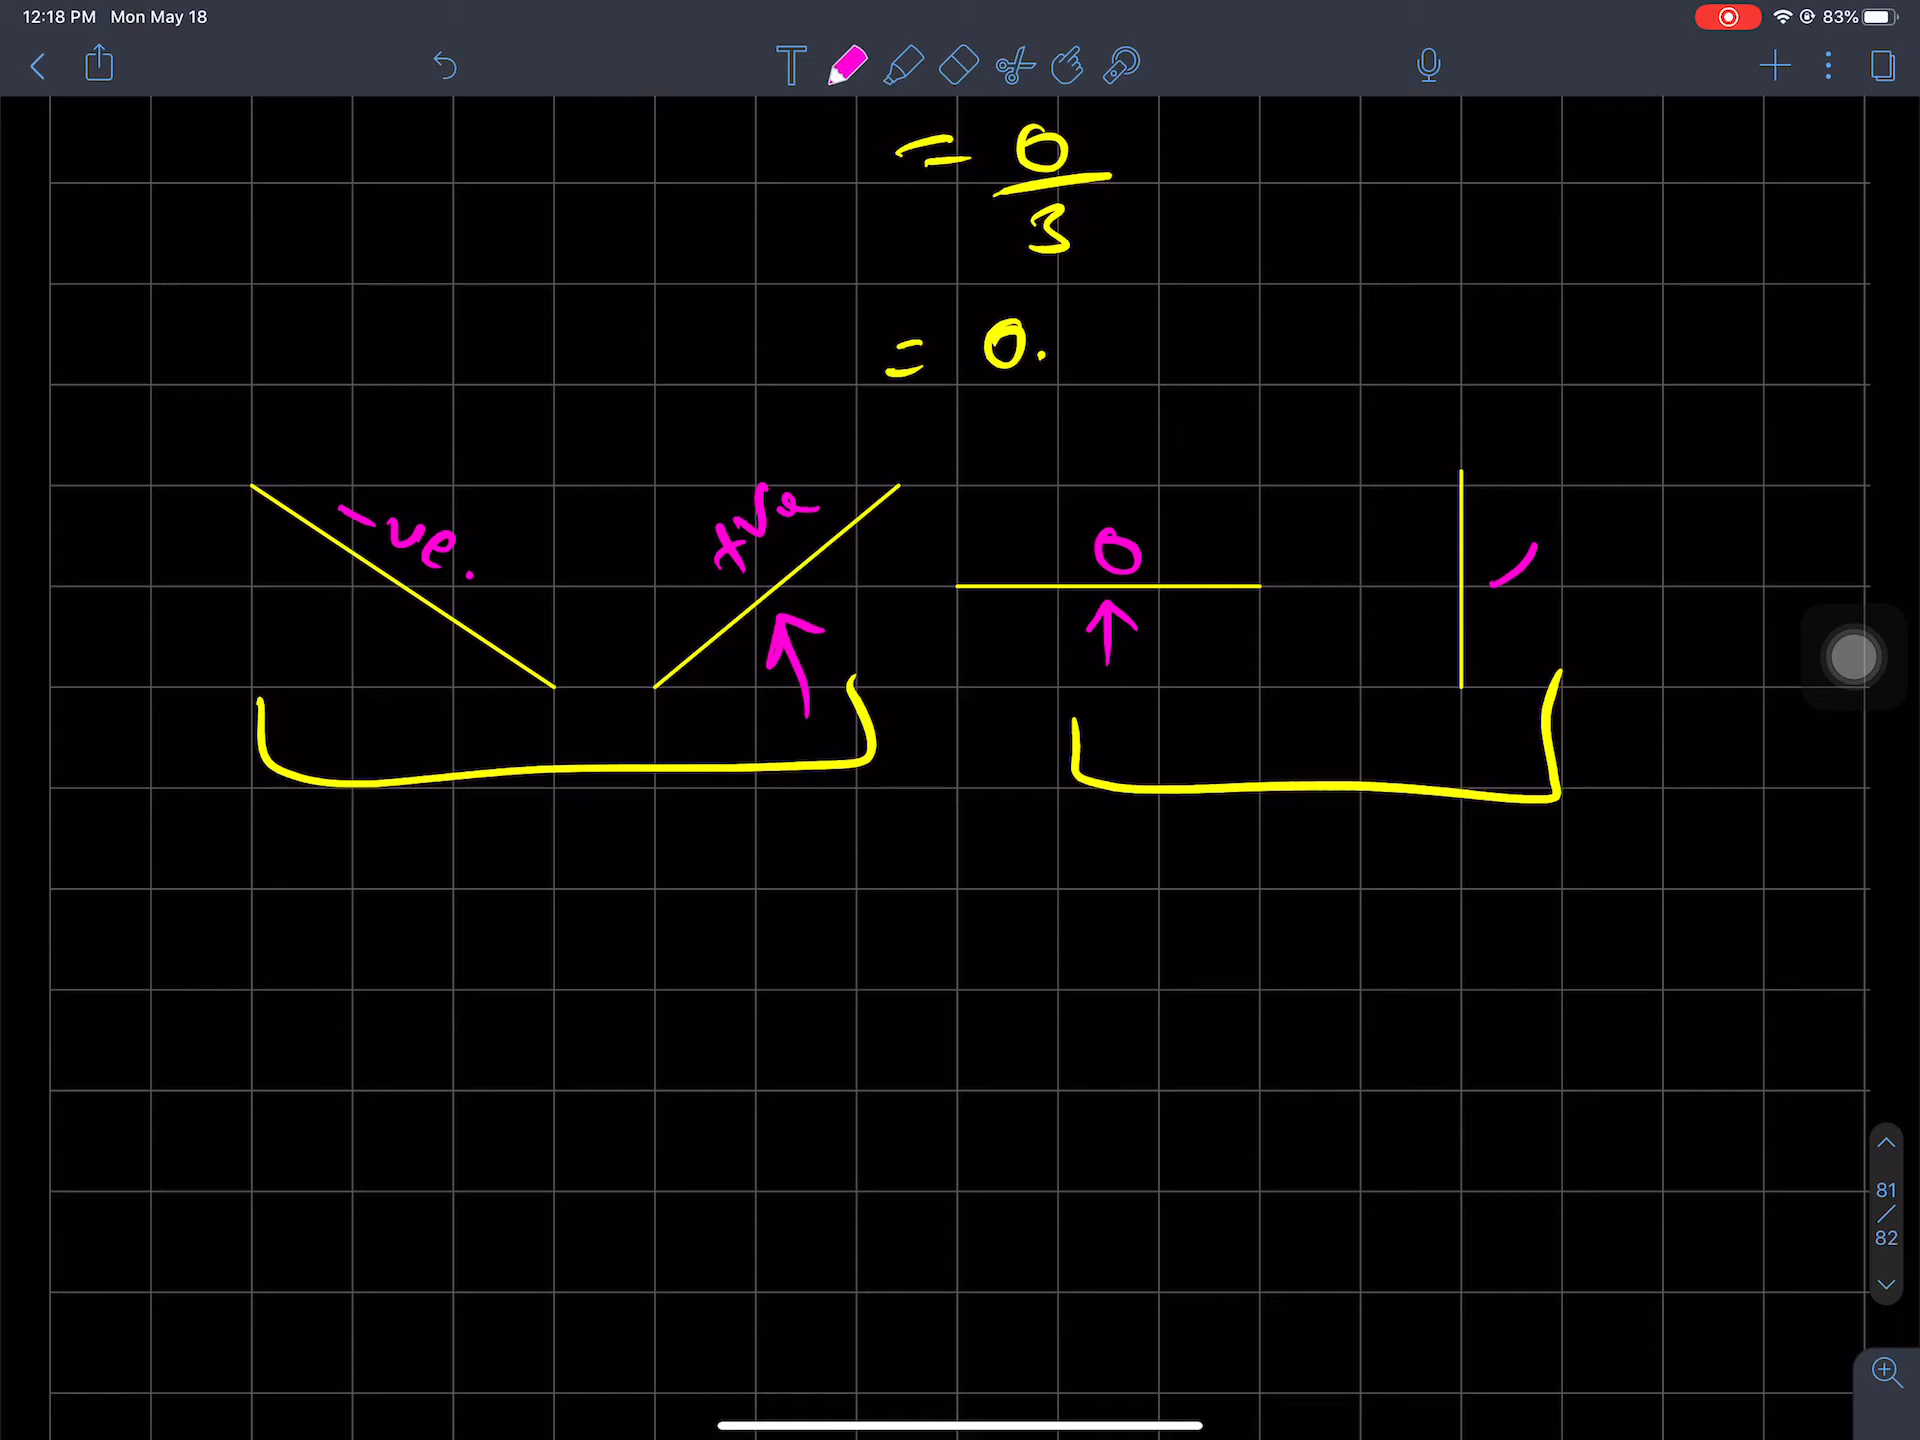 12:18 PM Mon May 18 83%
T
= 0/3
= 0.
-ve. +ve 0
81
/
82